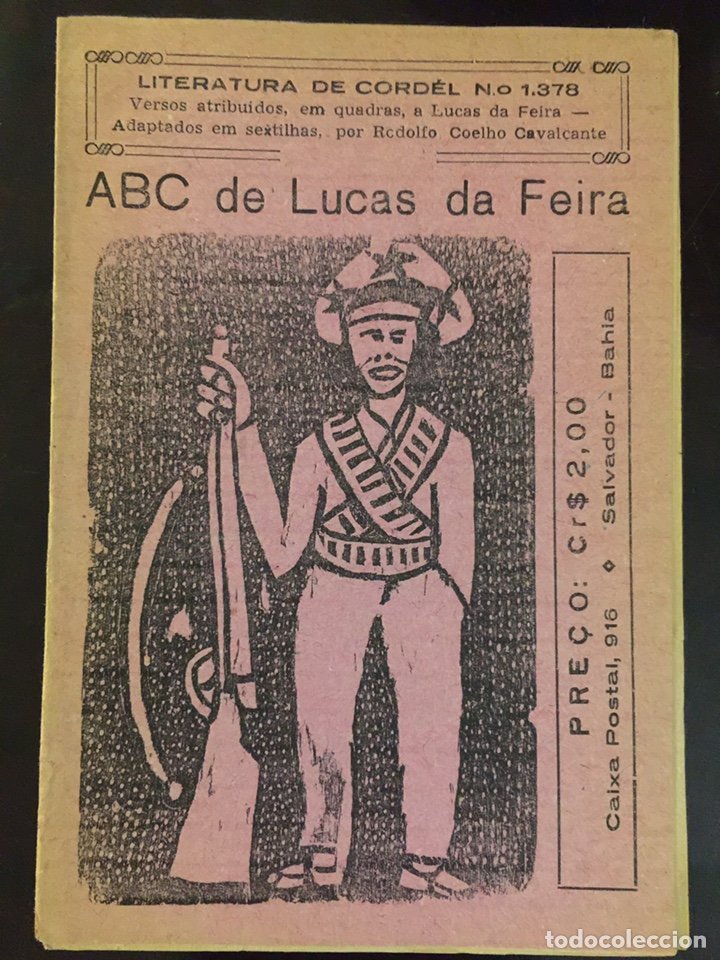 LITERATURA DE CORDÉL N.o 1.378
Versos atribuidos, em quadras, a Lucas da Feira —
Adaptados em sextilhas, por Rodolfo Coelho Cavalcante
ABC de Lucas da Feira
PREÇO: Cr$ 2,00
Caixa Postal, 916 ⋄ Salvador - Bahia
todocoleccion